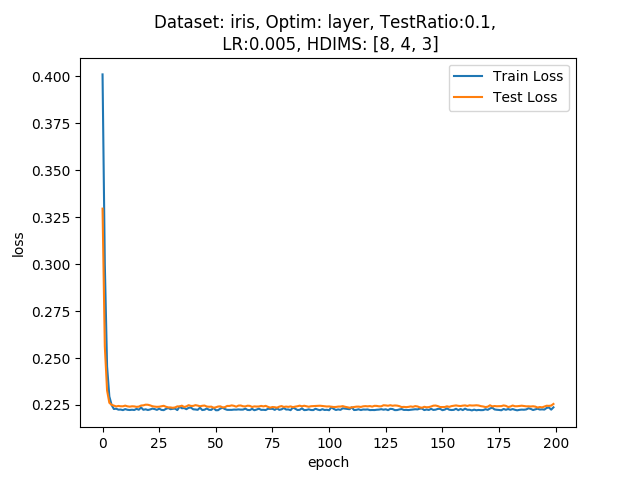 Dataset: iris, Optim: layer, TestRatio:0.1,
LR:0.005, HDIMS: [8, 4, 3]
Train Loss
Test Loss
loss
0.400
0.375
0.350
0.325
0.300
0.275
0.250
0.225
0 25 50 75 100 125 150 175 200
epoch